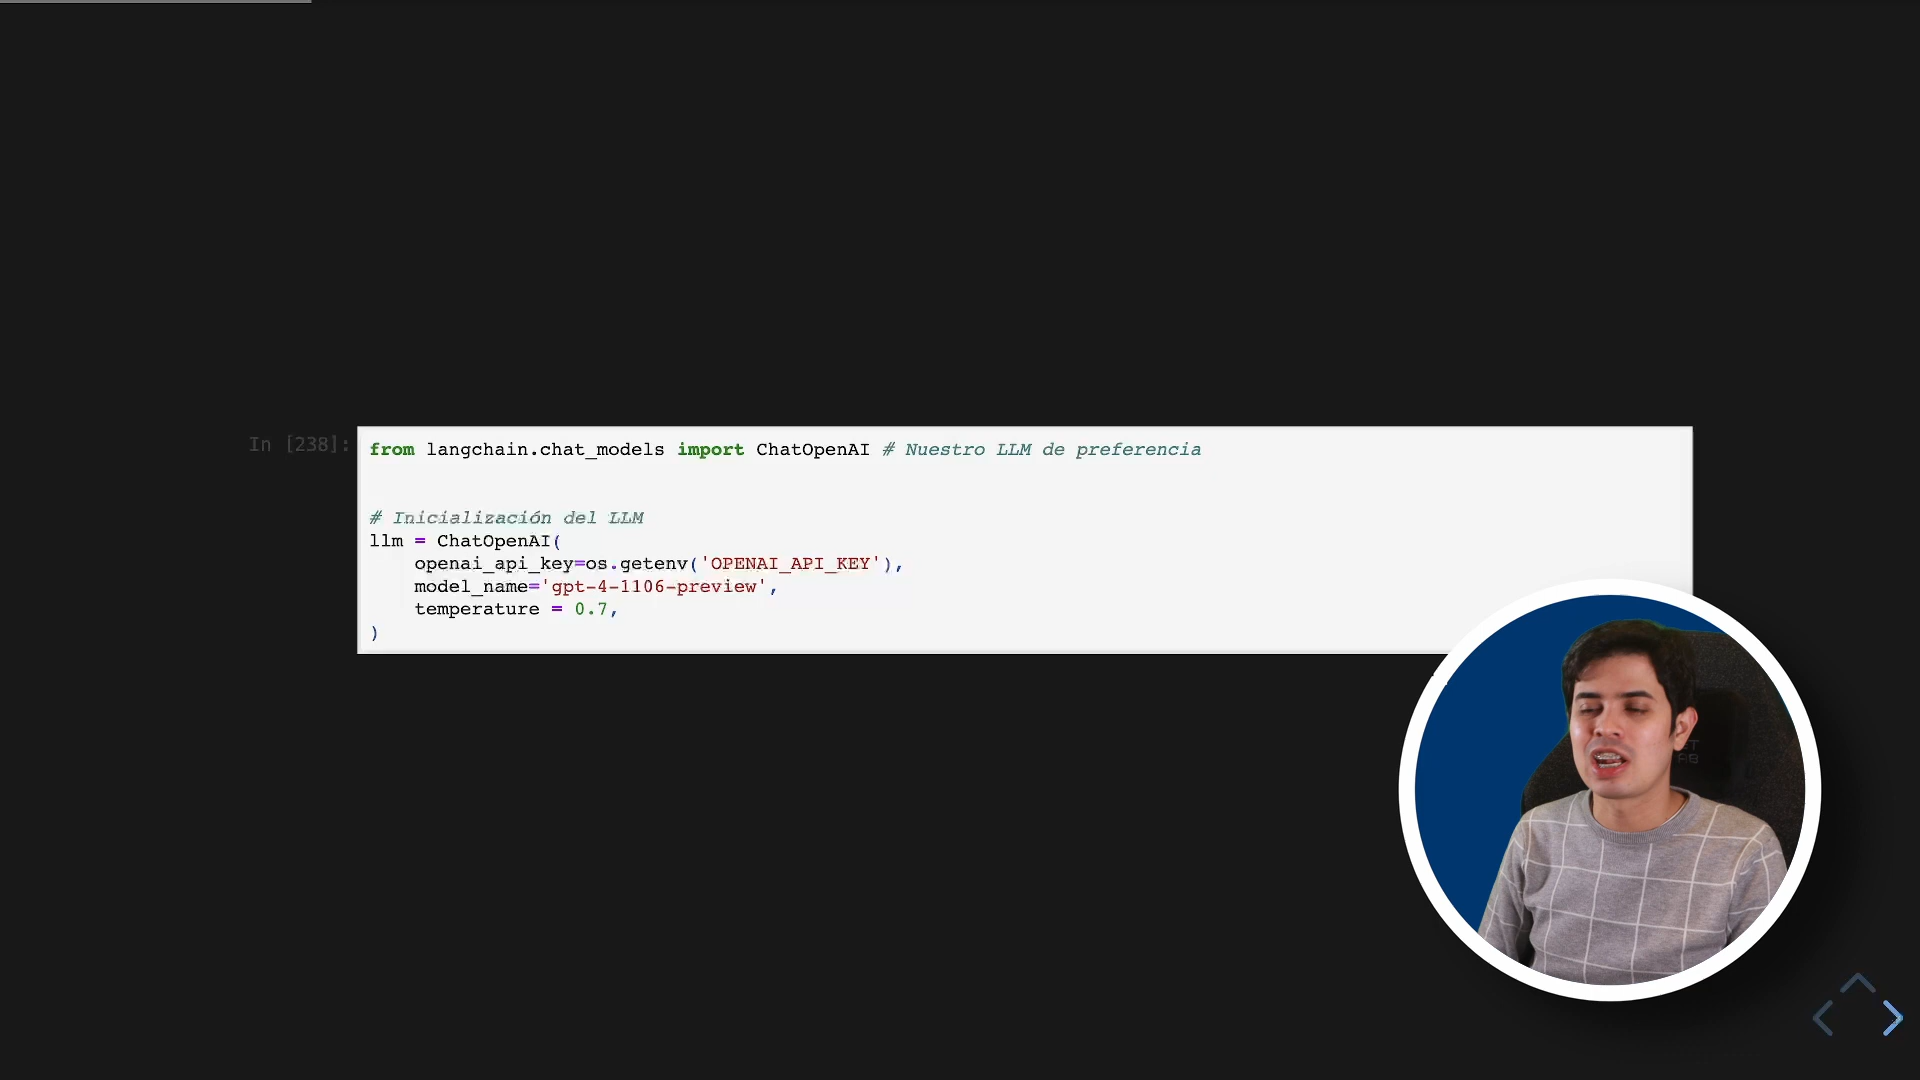 In [238]:
from langchain.chat_models import ChatOpenAI # Nuestro LLM de preferencia
# Inicialización del LLM
llm = ChatOpenAI(
openai_api_key=os.getenv('OPENAI_API_KEY'),
model_name='gpt-4-1106-preview',
temperature = 0.7,
)